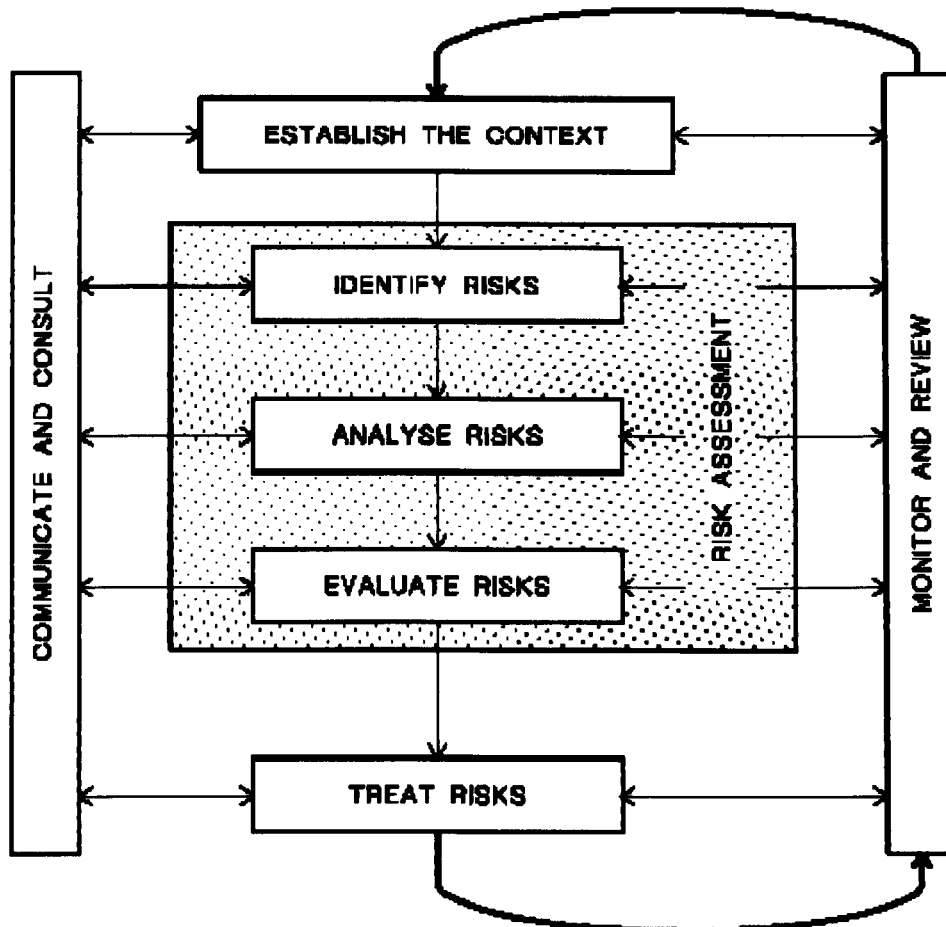 ESTABLISH THE CONTEXT
IDENTIFY RISKS
ANALYSE RISKS
EVALUATE RISKS
TREAT RISKS
COMMUNICATE AND CONSULT
RISK ASSESSMENT
MONITOR AND REVIEW